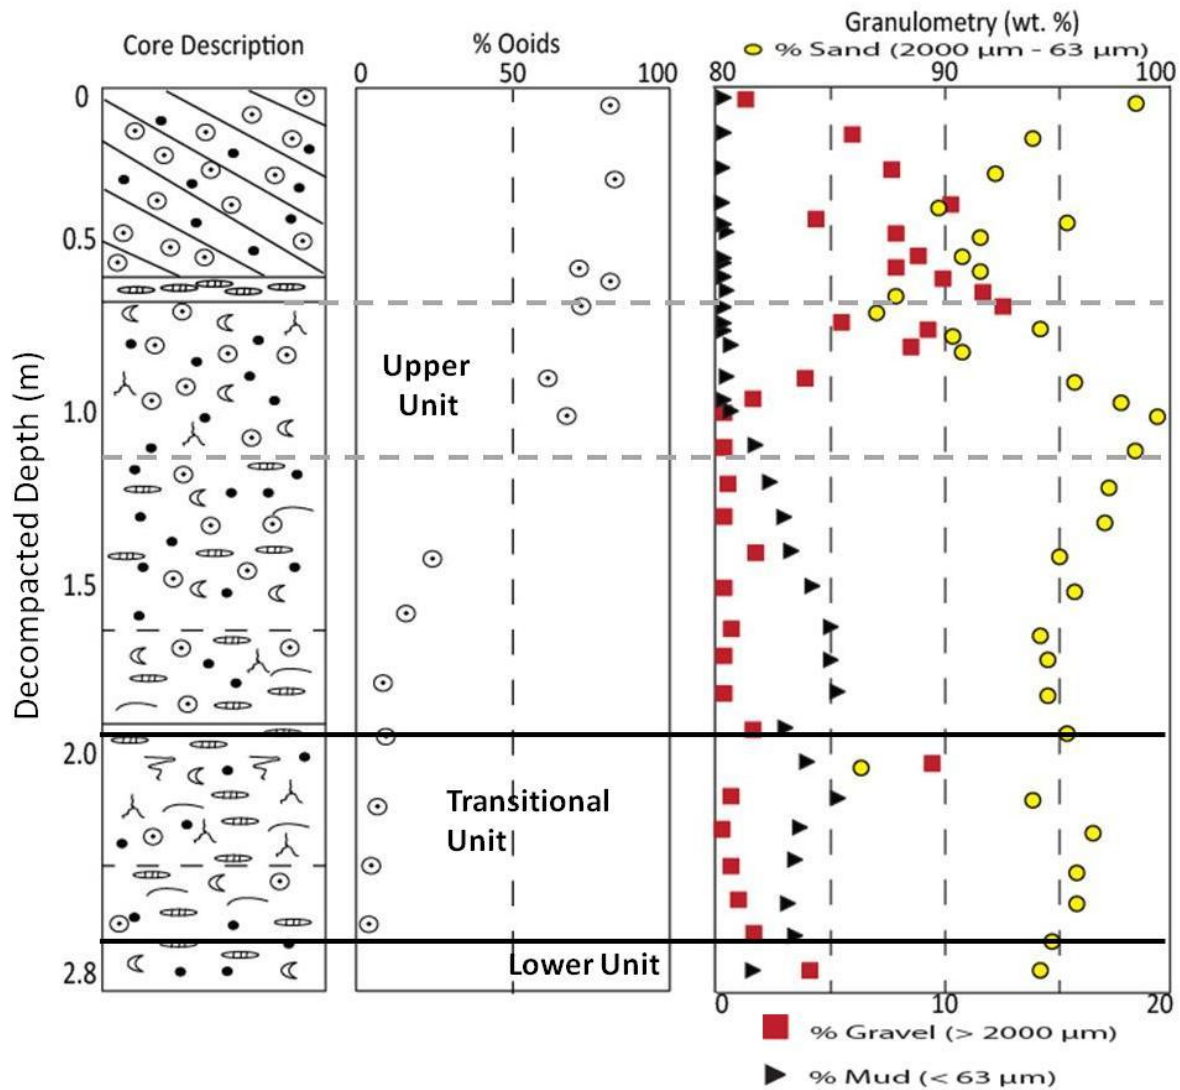 Core Description
% Ooids
Granulometry (wt. %)
% Sand (2000 µm - 63 µm)
0 50 100
80 90 100
0
0.5
1.0
1.5
2.0
2.8
Decompacted Depth (m)
Upper
Unit
Transitional
Unit
Lower Unit
0 10 20
% Gravel (> 2000 µm)
% Mud (< 63 µm)